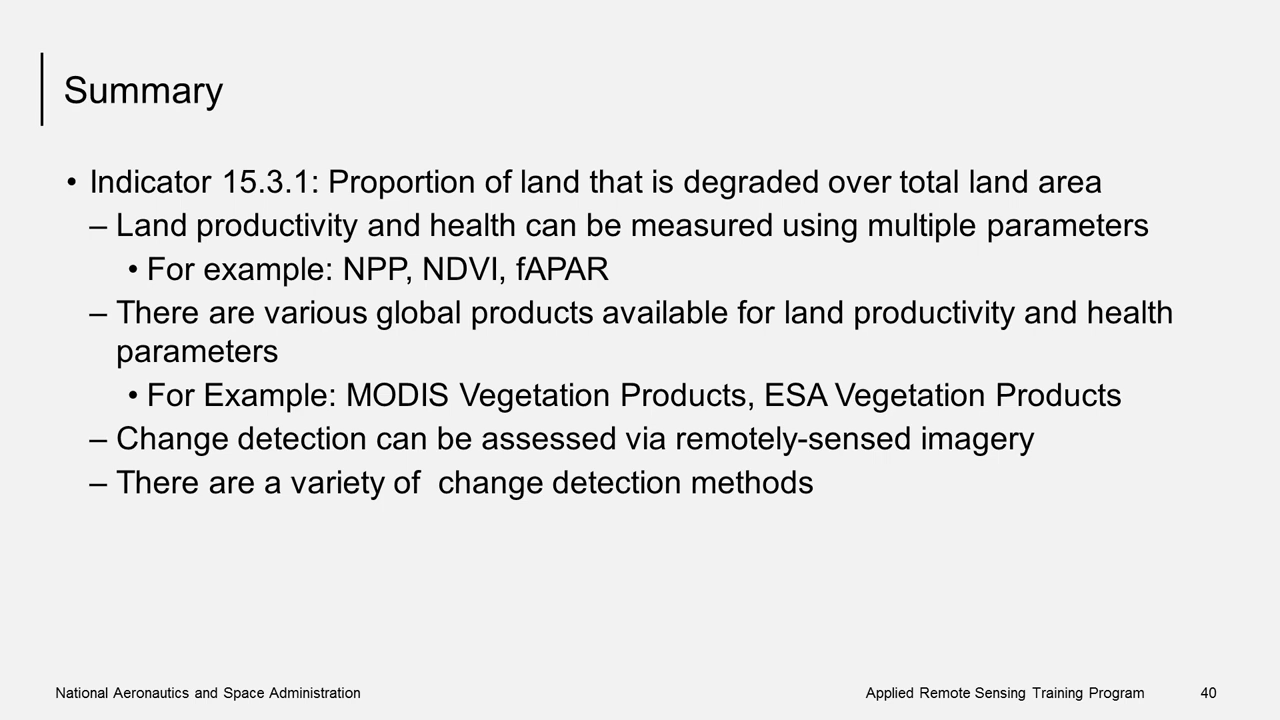 Summary
• Indicator 15.3.1: Proportion of land that is degraded over total land area
– Land productivity and health can be measured using multiple parameters
• For example: NPP, NDVI, fAPAR
– There are various global products available for land productivity and health
parameters
• For Example: MODIS Vegetation Products, ESA Vegetation Products
– Change detection can be assessed via remotely-sensed imagery
– There are a variety of  change detection methods
National Aeronautics and Space Administration
Applied Remote Sensing Training Program
40